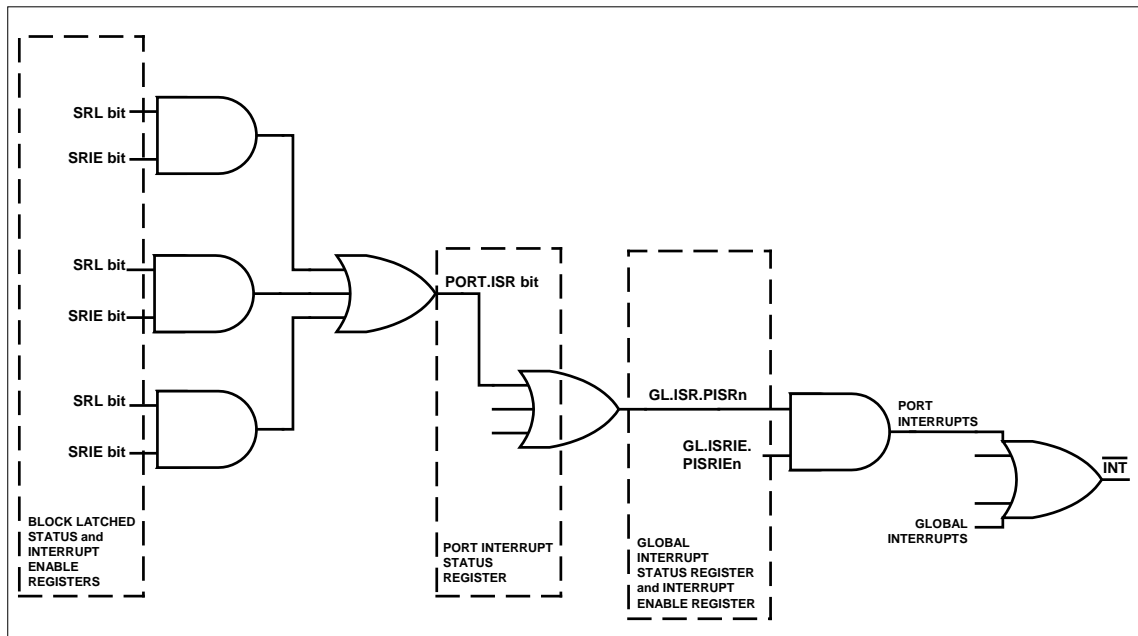 SRL bit
SRIE bit
SRL bit
SRIE bit
SRL bit
SRIE bit
BLOCK LATCHED
STATUS and
INTERRUPT
ENABLE
REGISTERS
PORT.ISR bit
PORT INTERRUPT
STATUS
REGISTER
GL.ISR.PISRn
GL.ISRIE.
PISRIEn
GLOBAL
INTERRUPT
STATUS REGISTER
and INTERRUPT
ENABLE REGISTER
PORT
INTERRUPTS
GLOBAL
INTERRUPTS
INT